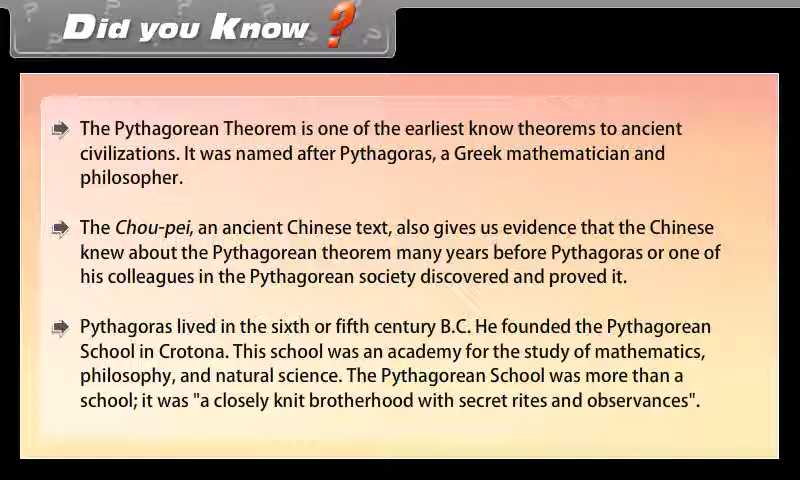 Did you Know ?
The Pythagorean Theorem is one of the earliest know theorems to ancient
civilizations. It was named after Pythagoras, a Greek mathematician and
philosopher.
The Chou-pei, an ancient Chinese text, also gives us evidence that the Chinese
knew about the Pythagorean theorem many years before Pythagoras or one of
his colleagues in the Pythagorean society discovered and proved it.
Pythagoras lived in the sixth or fifth century B.C. He founded the Pythagorean
School in Crotona. This school was an academy for the study of mathematics,
philosophy, and natural science. The Pythagorean School was more than a
school; it was "a closely knit brotherhood with secret rites and observances".